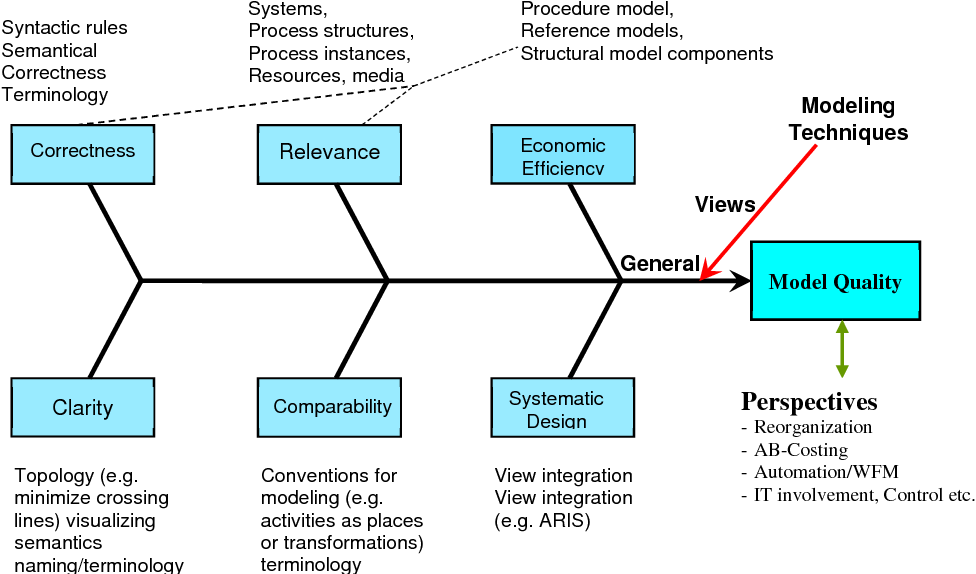 Syntactic rules
Semantical
Correctness
Terminology
Systems,
Process structures,
Process instances,
Resources, media
Procedure model,
Reference models,
Structural model components
Modeling
Techniques
Correctness
Relevance
Economic
Efficiency
Views
General
Model Quality
Clarity
Comparability
Systematic
Design
Perspectives
- Reorganization
- AB-Costing
- Automation/WFM
- IT involvement, Control etc.
Topology (e.g.
minimize crossing
lines) visualizing
semantics
naming/terminology
Conventions for
modeling (e.g.
activities as places
or transformations)
terminology
View integration
View integration
(e.g. ARIS)